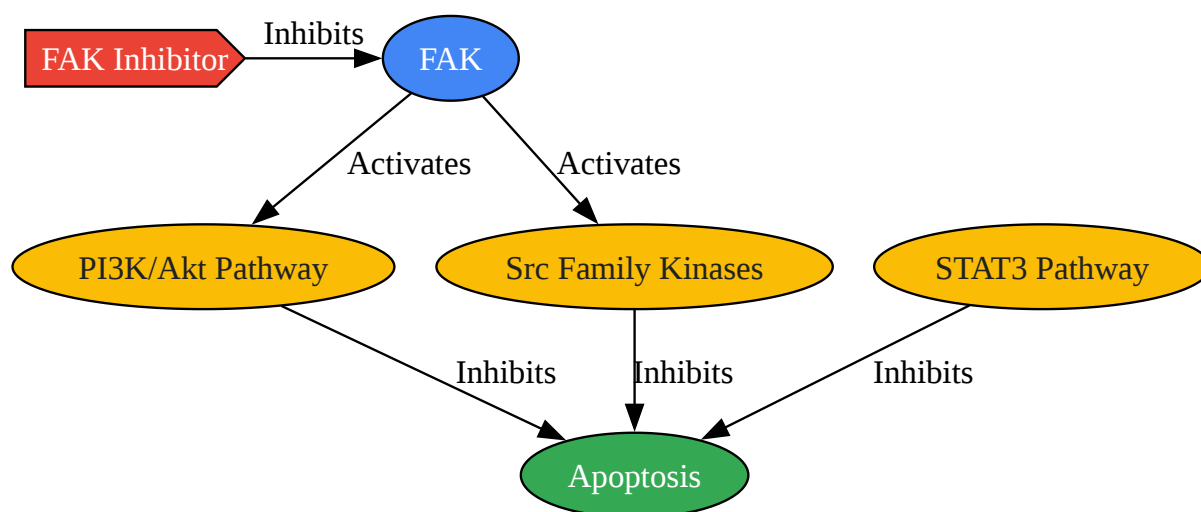 Inhibits
FAK Inhibitor
FAK
Activates
Activates
PI3K/Akt Pathway
Src Family Kinases
STAT3 Pathway
Inhibits
Inhibits
Inhibits
Apoptosis